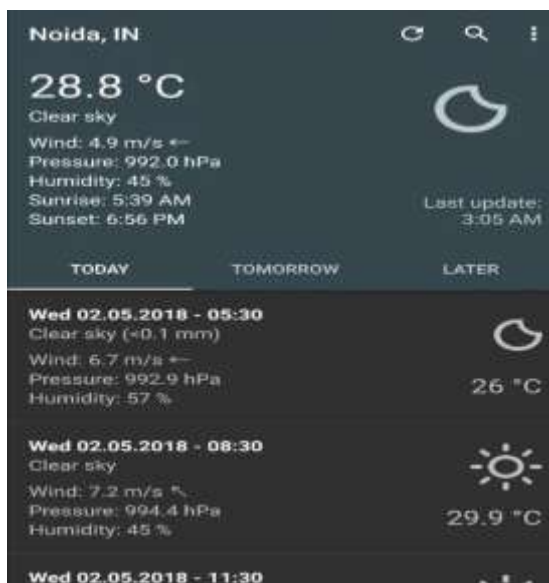 Noida, IN
28.8 °C
Clear sky
Wind: 4.9 m/s ←
Pressure: 992.0 hPa
Humidity: 45 %
Sunrise: 5:39 AM
Sunset: 6:56 PM
Last update:
3:05 AM
TODAY TOMORROW LATER
Wed 02.05.2018 - 05:30
Clear sky (<0.1 mm)
Wind: 6.7 m/s ←
Pressure: 992.9 hPa
Humidity: 57 %
26 °C
Wed 02.05.2018 - 08:30
Clear sky
Wind: 7.2 m/s ↖
Pressure: 994.4 hPa
Humidity: 45 %
29.9 °C
Wed 02.05.2018 - 11:30